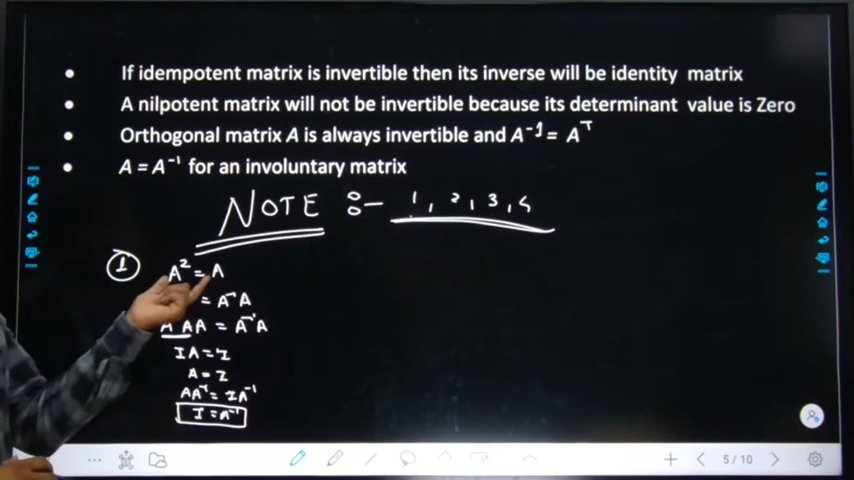 • If idempotent matrix is invertible then its inverse will be identity matrix
• A nilpotent matrix will not be invertible because its determinant value is Zero
• Orthogonal matrix A is always invertible and A⁻¹ = Aᵀ
• A = A⁻¹ for an involuntary matrix
NOTE :- 1, 2, 3, 4
① A² = A
= A⁻¹A
AA = A⁻¹A
IA = I
A = I
AA⁻¹ = IA⁻¹
I = A⁻¹
5 / 10